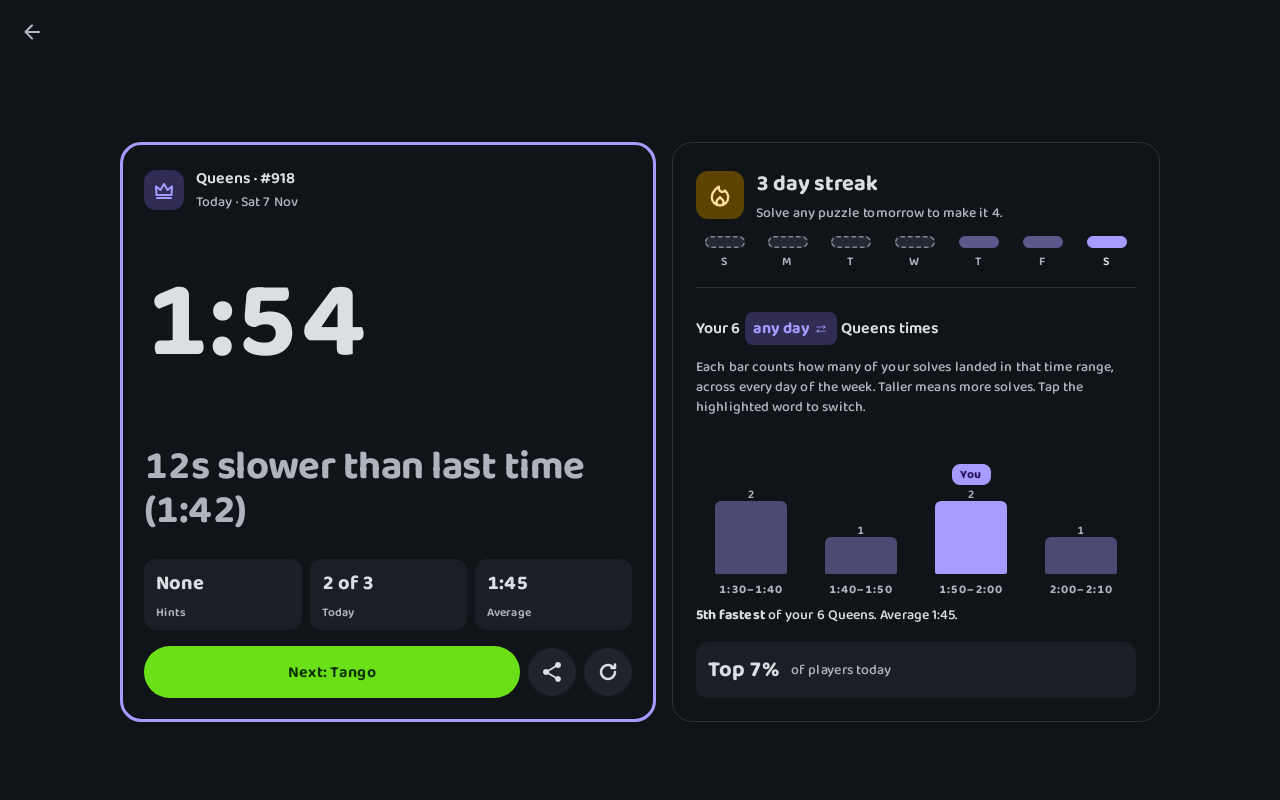 Queens · #918
Today · Sat 7 Nov
1:54
12s slower than last time
(1:42)
None
Hints
2 of 3
Today
1:45
Average
Next: Tango
3 day streak
Solve any puzzle tomorrow to make it 4.
S M T W T F S
Your 6 any day ⇄ Queens times
Each bar counts how many of your solves landed in that time range,
across every day of the week. Taller means more solves. Tap the
highlighted word to switch.
You
2 1 2 1
1:30–1:40 1:40–1:50 1:50–2:00 2:00–2:10
5th fastest of your 6 Queens. Average 1:45.
Top 7% of players today